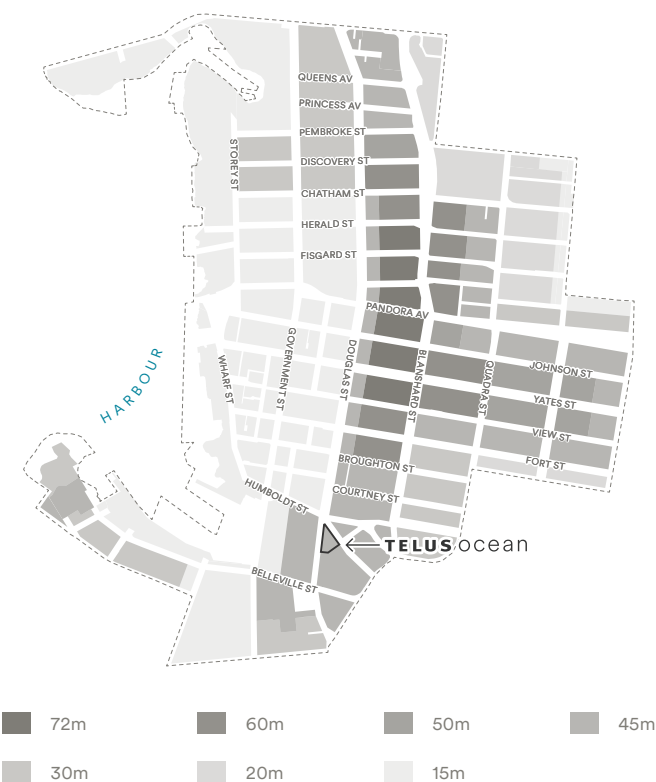 QUEENS AV
PRINCESS AV
PEMBROKE ST
STOREY ST
DISCOVERY ST
CHATHAM ST
HERALD ST
FISGARD ST
PANDORA AV
HARBOUR
WHARF ST
GOVERNMENT ST
DOUGLAS ST
BLANSHARD ST
QUADRA ST
JOHNSON ST
YATES ST
VIEW ST
FORT ST
BROUGHTON ST
COURTNEY ST
HUMBOLDT ST
TELUS ocean
BELLEVILLE ST
72m 60m 50m 45m
30m 20m 15m